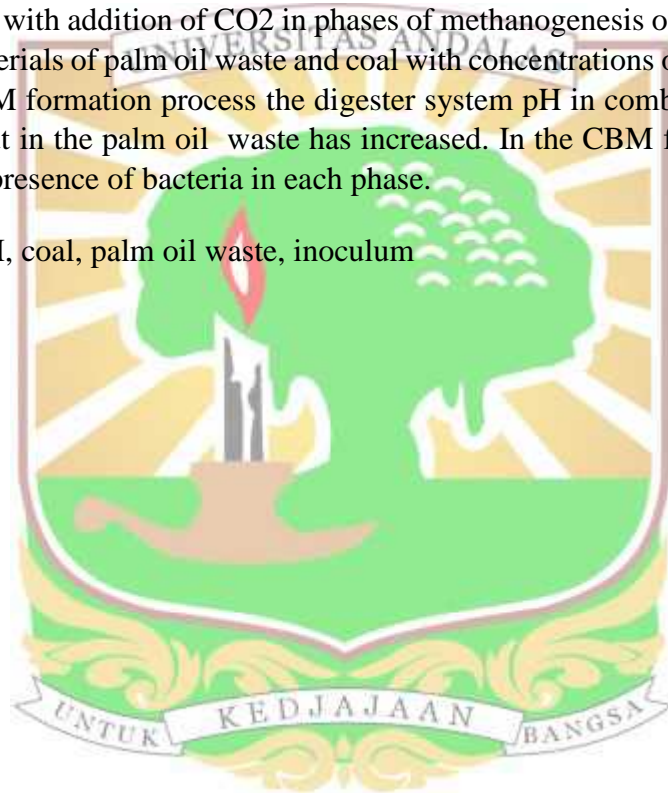 with addition of CO2 in phases of methanogenesis o
UNIVERSITAS ANDALAS
erials of palm oil waste and coal with concentrations o
M formation process the digester system pH in comb
t in the palm oil waste has increased. In the CBM f
presence of bacteria in each phase.
, coal, palm oil waste, inoculum
UNTUK KEDJAJAAN BANGSA